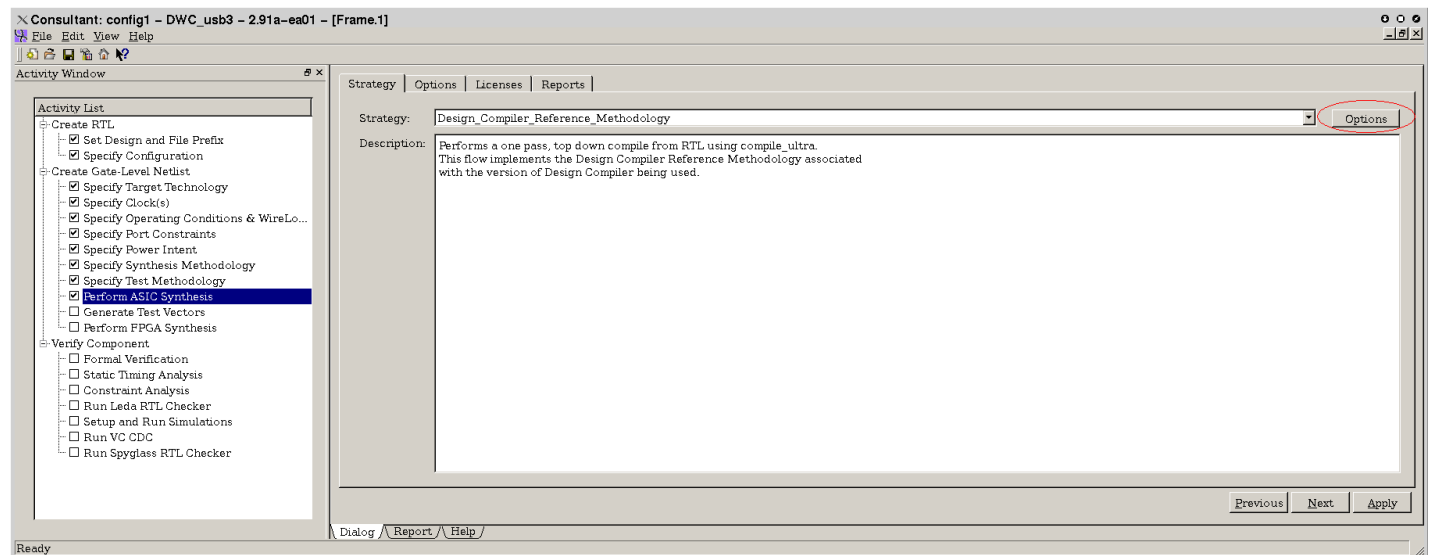 Consultant: config1 – DWC_usb3 – 2.91a–ea01 – [Frame.1]
File Edit View Help
Activity Window
Activity List
Create RTL
Set Design and File Prefix
Specify Configuration
Create Gate-Level Netlist
Specify Target Technology
Specify Clock(s)
Specify Operating Conditions & WireLo...
Specify Port Constraints
Specify Power Intent
Specify Synthesis Methodology
Specify Test Methodology
Perform ASIC Synthesis
Generate Test Vectors
Perform FPGA Synthesis
Verify Component
Formal Verification
Static Timing Analysis
Constraint Analysis
Run Leda RTL Checker
Setup and Run Simulations
Run VC CDC
Run Spyglass RTL Checker
Strategy Options Licenses Reports
Strategy: Design_Compiler_Reference_Methodology Options
Description: Performs a one pass, top down compile from RTL using compile_ultra.
This flow implements the Design Compiler Reference Methodology associated
with the version of Design Compiler being used.
Previous Next Apply
Dialog Report Help
Ready